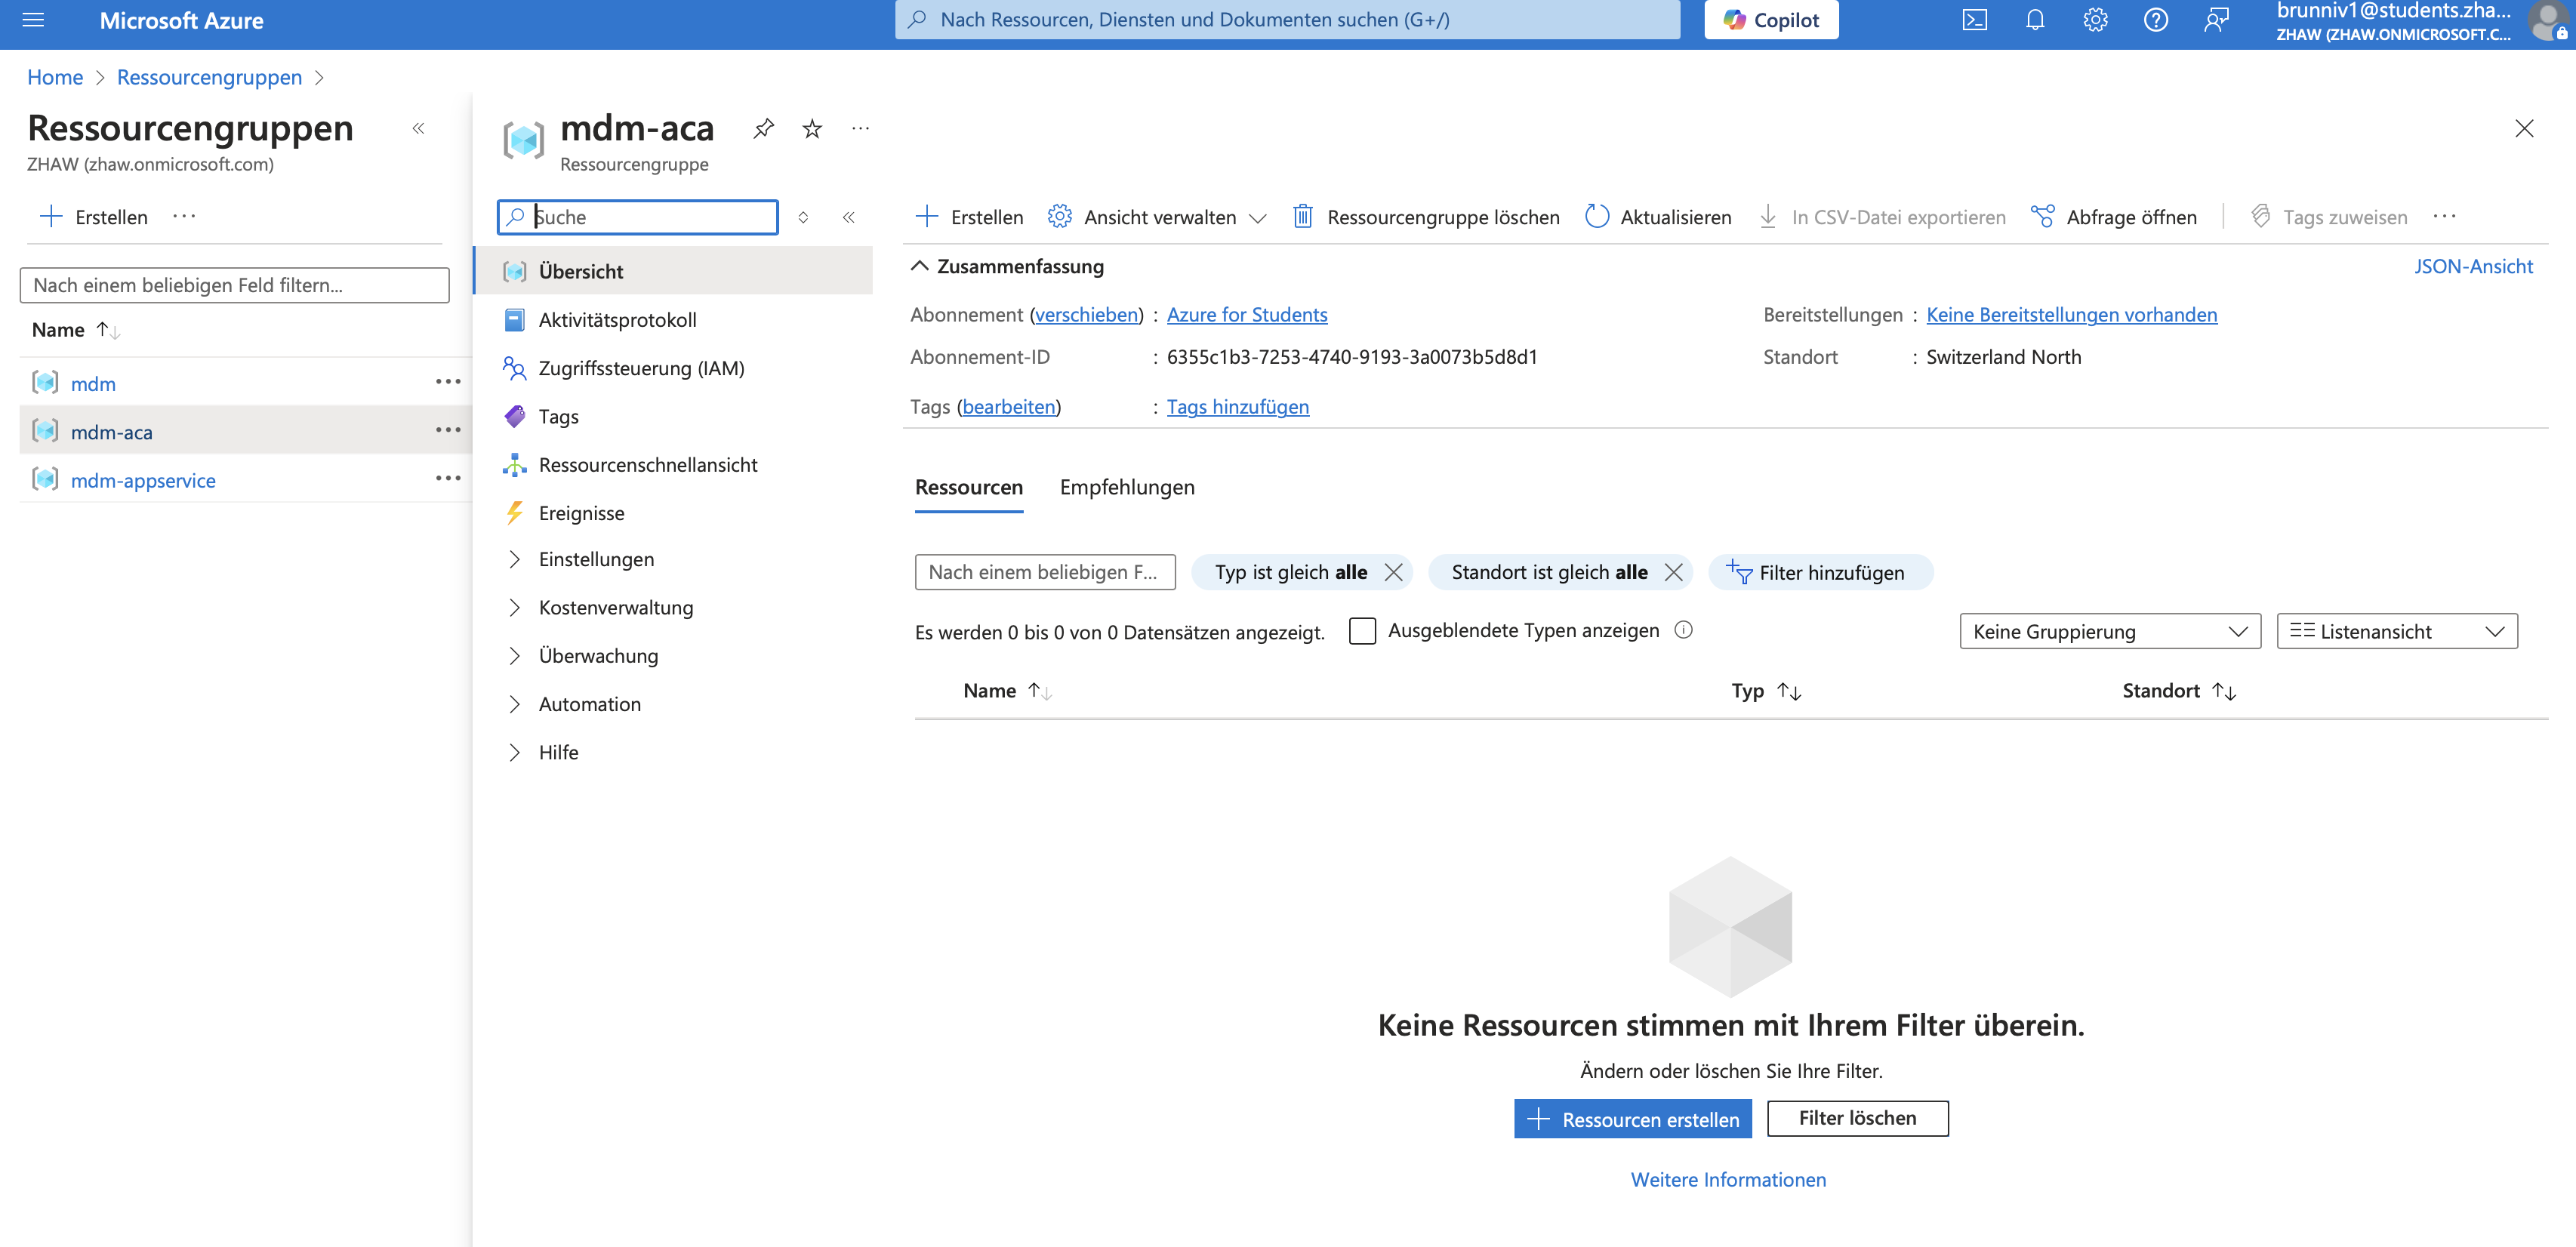 Microsoft Azure
Nach Ressourcen, Diensten und Dokumenten suchen (G+/)
Copilot
brunniv1@students.zha...
ZHAW (ZHAW.ONMICROSOFT.C...
Home > Ressourcengruppen >
Ressourcengruppen
ZHAW (zhaw.onmicrosoft.com)
Erstellen
Nach einem beliebigen Feld filtern...
Name
mdm
mdm-aca
mdm-appservice
mdm-aca
Ressourcengruppe
Suche
Übersicht
Aktivitätsprotokoll
Zugriffssteuerung (IAM)
Tags
Ressourcenschnellansicht
Ereignisse
Einstellungen
Kostenverwaltung
Überwachung
Automation
Hilfe
Erstellen Ansicht verwalten Ressourcengruppe löschen Aktualisieren In CSV-Datei exportieren Abfrage öffnen Tags zuweisen
Zusammenfassung
JSON-Ansicht
Abonnement (verschieben) : Azure for Students
Abonnement-ID : 6355c1b3-7253-4740-9193-3a0073b5d8d1
Tags (bearbeiten) : Tags hinzufügen
Bereitstellungen : Keine Bereitstellungen vorhanden
Standort : Switzerland North
Ressourcen Empfehlungen
Nach einem beliebigen F... Typ ist gleich alle Standort ist gleich alle Filter hinzufügen
Es werden 0 bis 0 von 0 Datensätzen angezeigt. Ausgeblendete Typen anzeigen Keine Gruppierung Listenansicht
Name Typ Standort
Keine Ressourcen stimmen mit Ihrem Filter überein.
Ändern oder löschen Sie Ihre Filter.
Ressourcen erstellen Filter löschen
Weitere Informationen